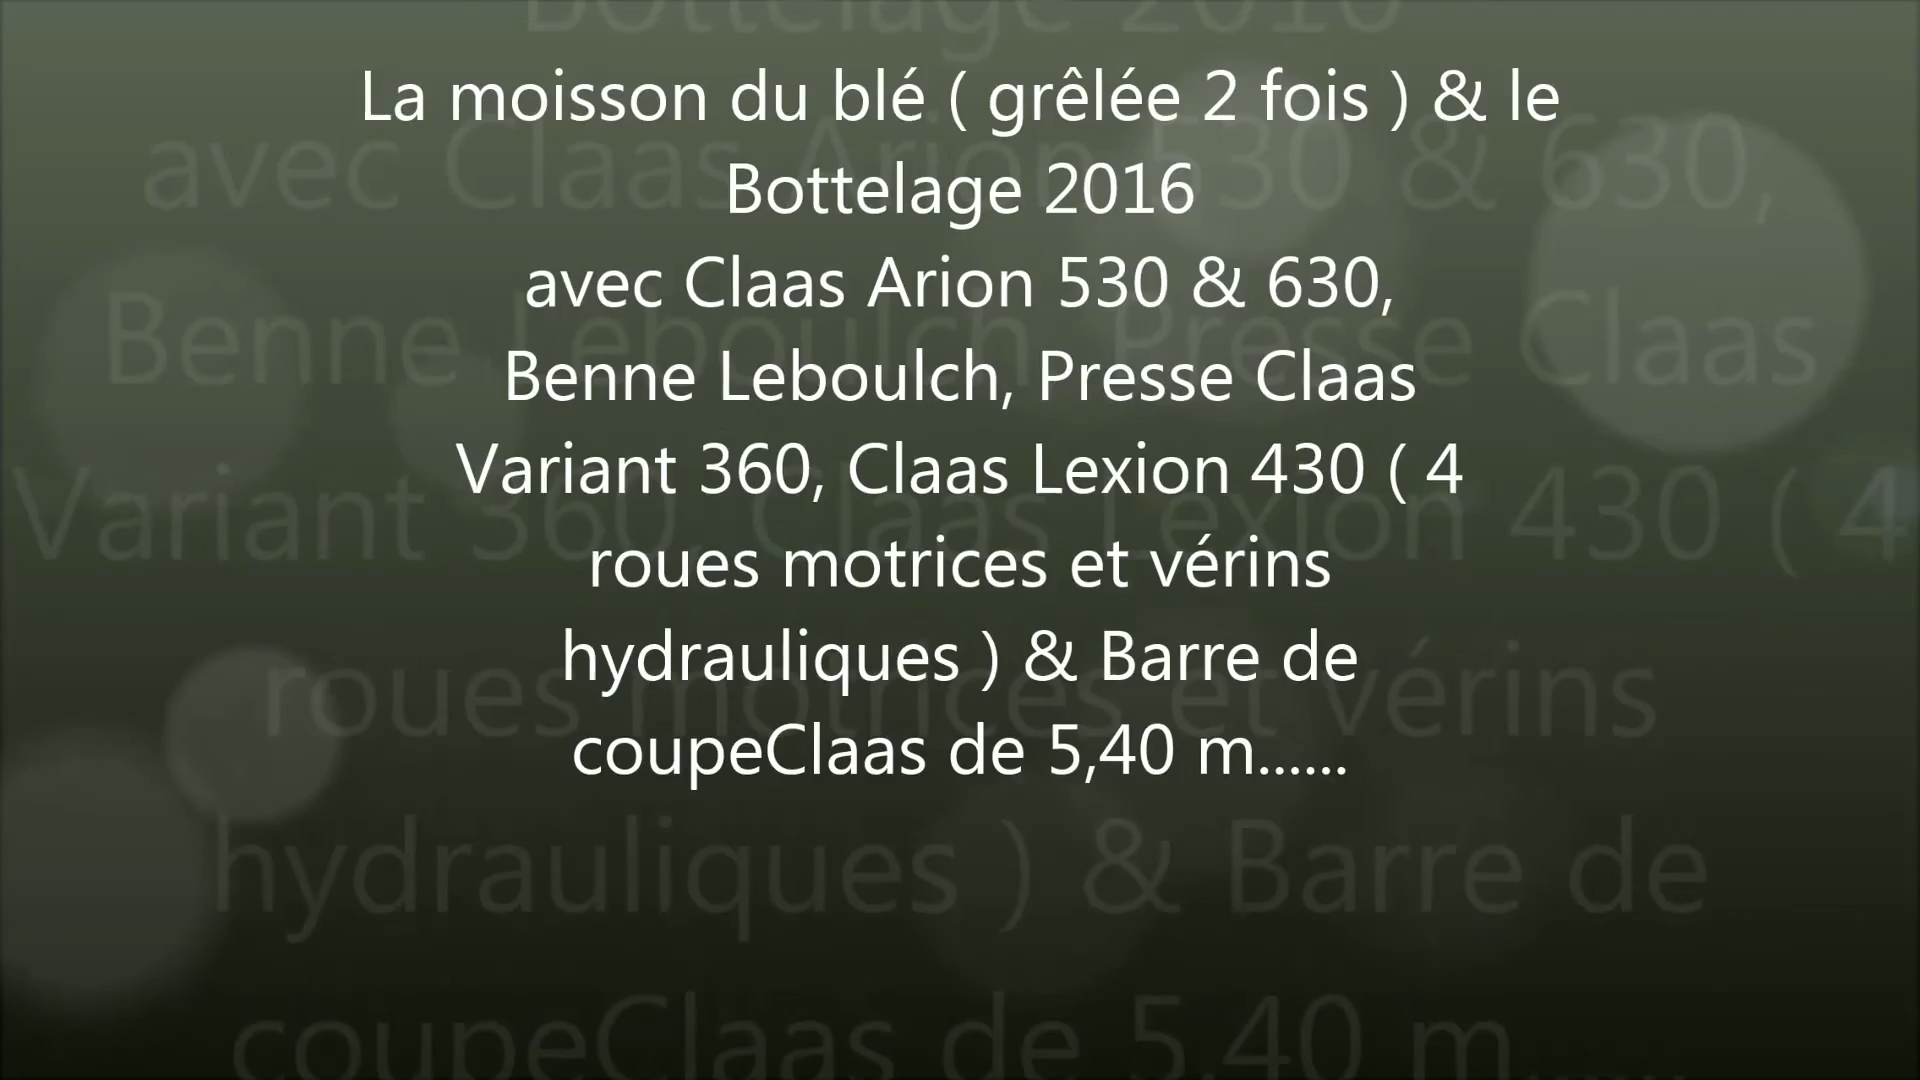 La moisson du blé ( grêlée 2 fois ) & le
Bottelage 2016
avec Claas Arion 530 & 630,
Benne Leboulch, Presse Claas
Variant 360, Claas Lexion 430 ( 4
roues motrices et vérins
hydrauliques ) & Barre de
coupeClaas de 5,40 m......